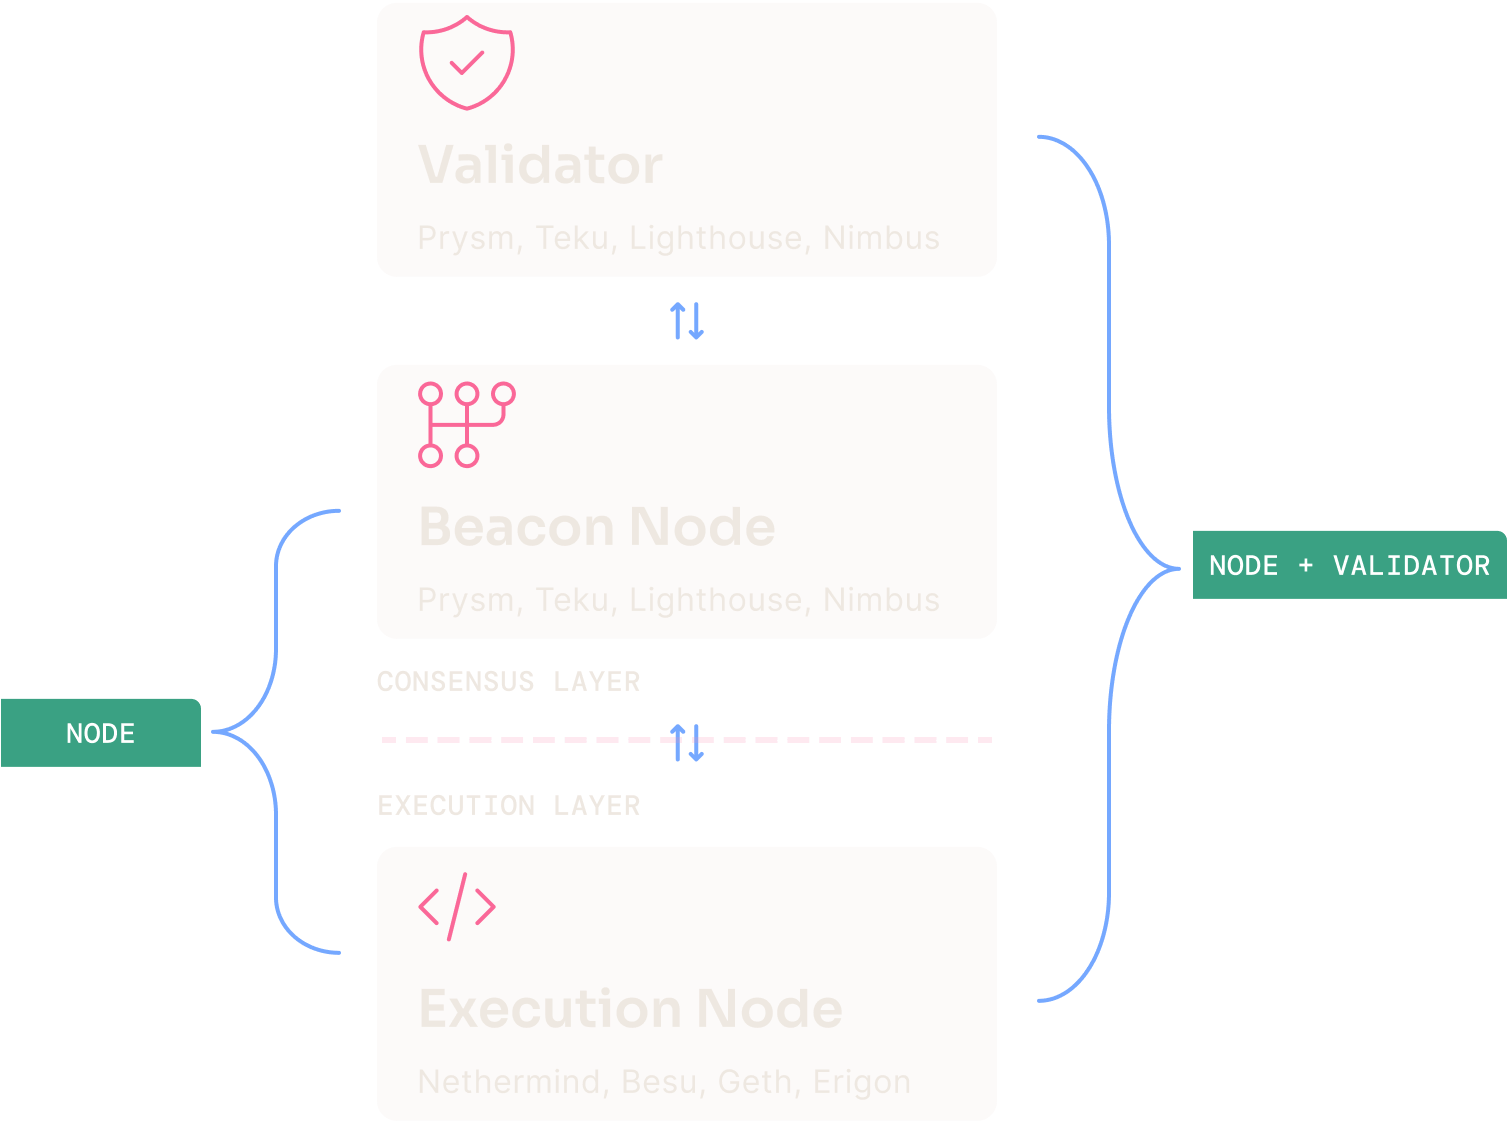 Validator
Prysm, Teku, Lighthouse, Nimbus
Beacon Node
Prysm, Teku, Lighthouse, Nimbus
NODE + VALIDATOR
CONSENSUS LAYER
NODE
EXECUTION LAYER
Execution Node
Nethermind, Besu, Geth, Erigon